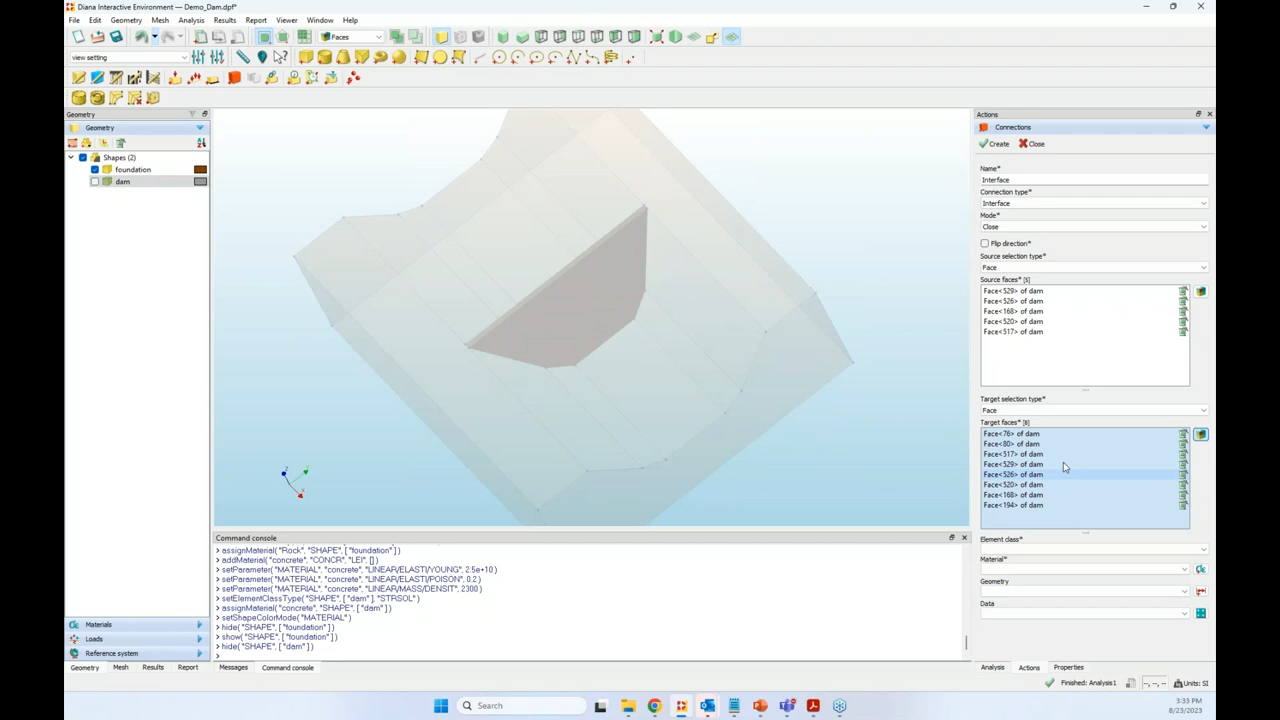 Diana Interactive Environment — Demo_Dam.dpf*
File Edit Geometry Mesh Analysis Results Report Viewer Window Help
Faces
view setting
Geometry
Geometry
Shapes (2)
foundation
dam
Materials
Loads
Reference system
Geometry Mesh Results Report
Command console
> assignMaterial( "Rock", "SHAPE", [ "foundation" ] )
> addMaterial( "concrete", "CONCR", "LEI", [] )
> setParameter( "MATERIAL", "concrete", "LINEAR/ELASTI/YOUNG", 2.5e+10 )
> setParameter( "MATERIAL", "concrete", "LINEAR/ELASTI/POISON", 0.2 )
> setParameter( "MATERIAL", "concrete", "LINEAR/MASS/DENSIT", 2300 )
> setElementClassType( "SHAPE", [ "dam" ], "STRSOL" )
> assignMaterial( "concrete", "SHAPE", [ "dam" ] )
> setShapeColorMode( "MATERIAL" )
> hide( "SHAPE", [ "foundation" ] )
> show( "SHAPE", [ "foundation" ] )
> hide( "SHAPE", [ "dam" ] )
>
Messages Command console
Actions
Connections
Create Close
Name*
Interface
Connection type*
Interface
Mode*
Close
Flip direction*
Source selection type*
Face
Source faces* [5]
Face<529> of dam
Face<526> of dam
Face<168> of dam
Face<520> of dam
Face<517> of dam
Target selection type*
Face
Target faces* [8]
Face<76> of dam
Face<80> of dam
Face<517> of dam
Face<529> of dam
Face<526> of dam
Face<520> of dam
Face<168> of dam
Face<194> of dam
Element class*
Material*
Geometry
Data
Analysis Actions Properties
Finished: Analysis1 --, --, -- Units: SI
Search
3:33 PM
8/23/2023